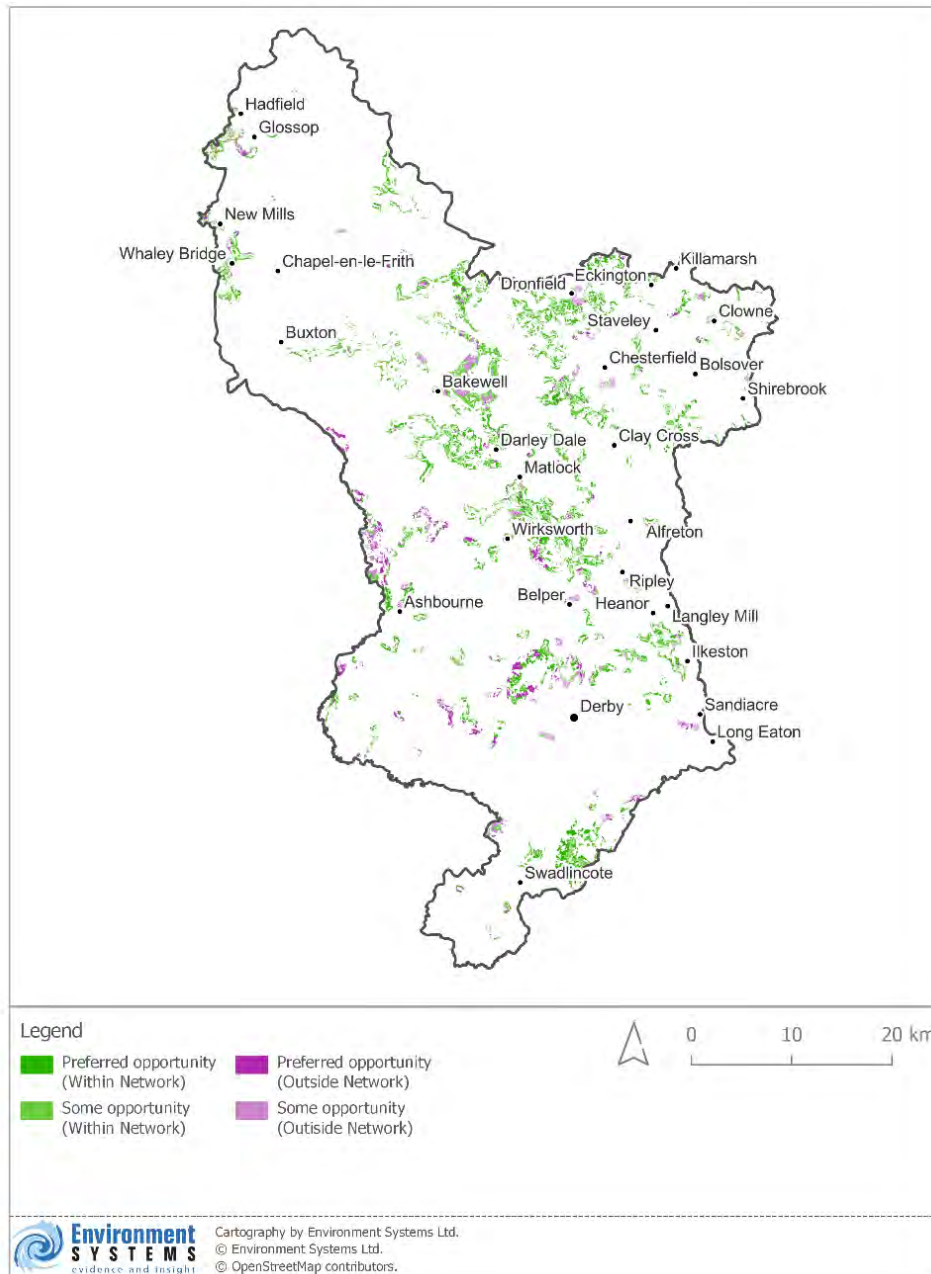 Hadfield
Glossop
New Mills
Whaley Bridge
Chapel-en-le-Frith
Killamarsh
Dronfield
Eckington
Staveley
Clowne
Buxton
Chesterfield
Bolsover
Bakewell
Shirebrook
Darley Dale
Clay Cross
Matlock
Wirksworth
Alfreton
Ripley
Ashbourne
Belper
Heanor
Langley Mill
Ilkeston
Derby
Sandiacre
Long Eaton
Swadlincote
Legend
Preferred opportunity
(Within Network)
Preferred opportunity
(Outside Network)
Some opportunity
(Within Network)
Some opportunity
(Outiside Network)
0 10 20 km
Environment
SYSTEMS
evidence and insight
Cartography by Environment Systems Ltd.
© Environment Systems Ltd.
© OpenStreetMap contributors.